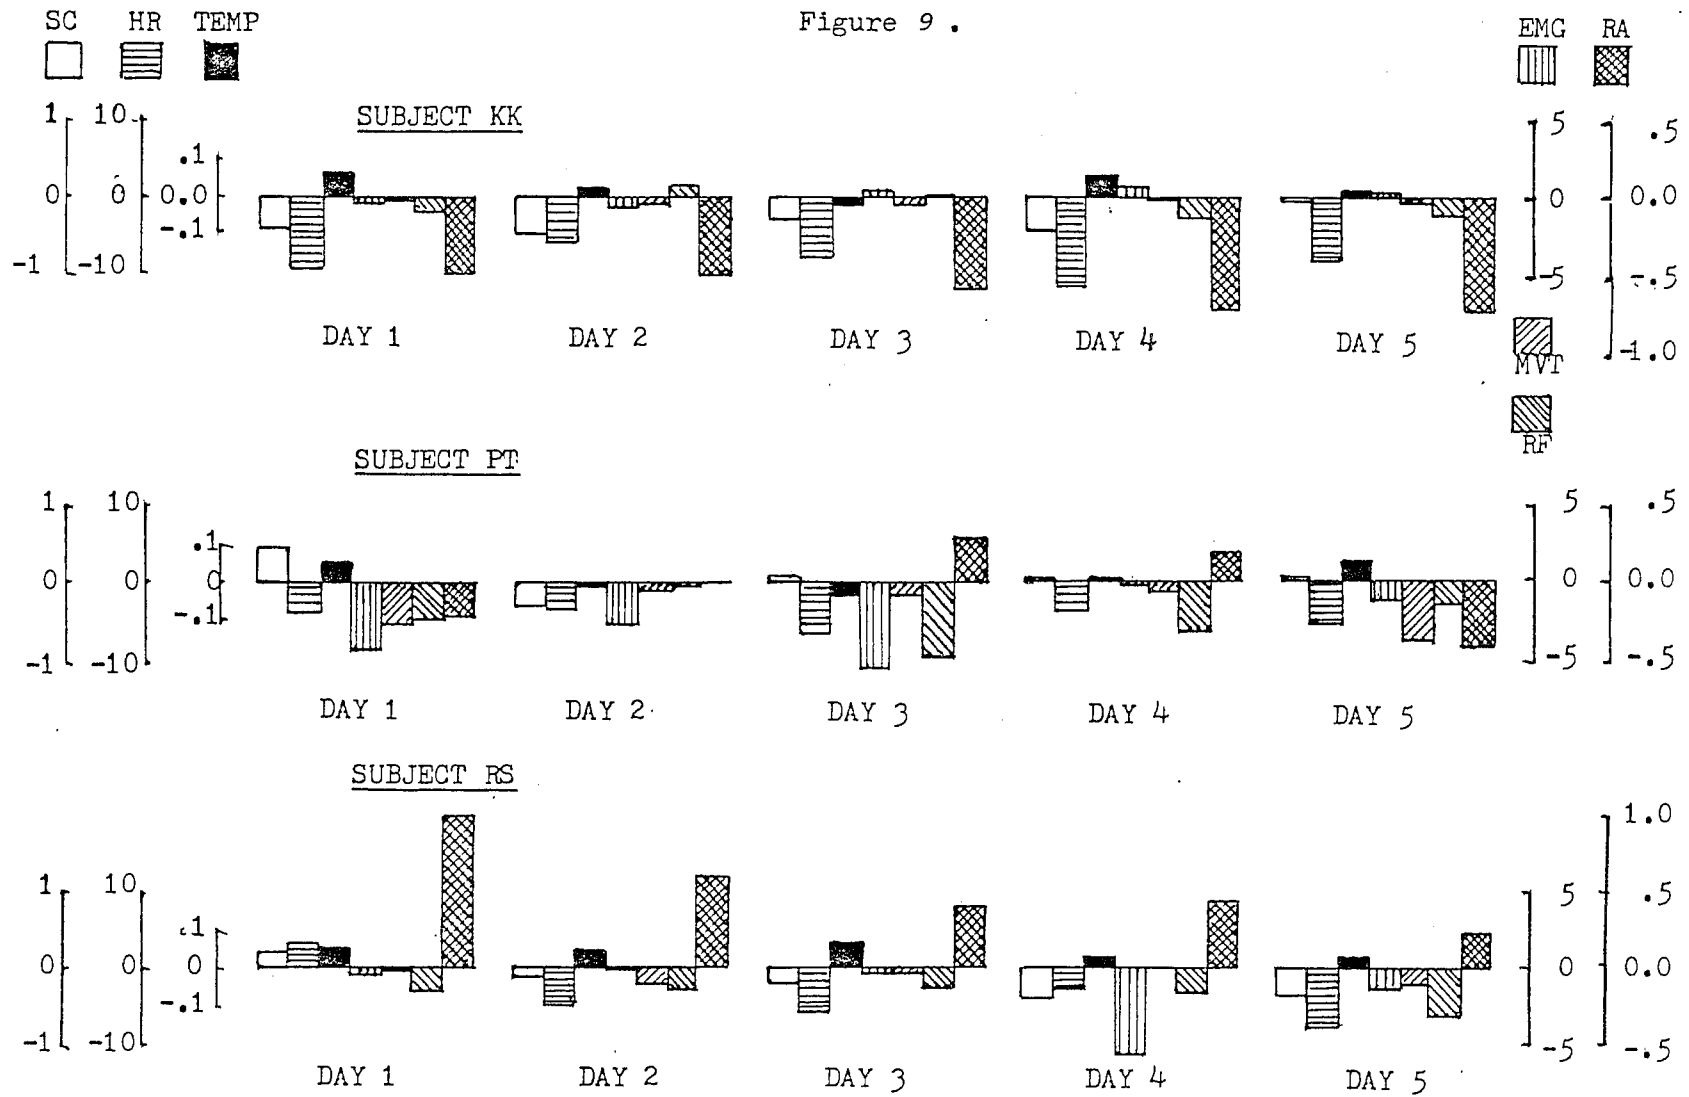 Figure 9 .
SC HR TEMP
EMG RA
SUBJECT KK
1 10 .1
0 0 0.0
-.1
-1 -10
5 .5
0 0.0
-5 -.5
-1.0
DAY 1 DAY 2 DAY 3 DAY 4 DAY 5
MVT
RF
SUBJECT PT
1 10 .1
0 0 0
-.1
-1 -10
5 .5
0 0.0
-5 -.5
DAY 1 DAY 2 DAY 3 DAY 4 DAY 5
SUBJECT RS
1 10 .1
0 0 0
-.1
-1 -10
1.0
5 .5
0 0.0
-5 -.5
DAY 1 DAY 2 DAY 3 DAY 4 DAY 5